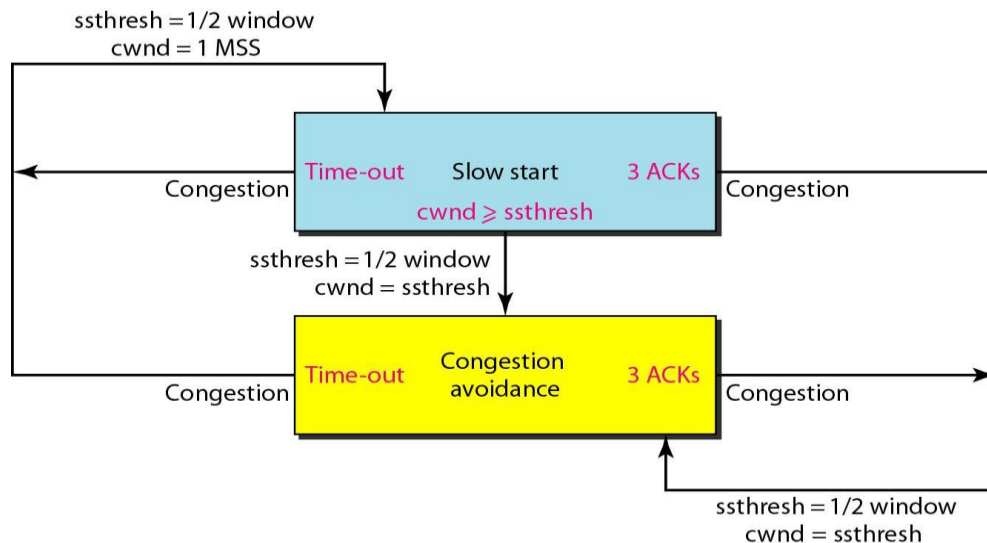 ssthresh = 1/2 window
cwnd = 1 MSS
Time-out Slow start 3 ACKs
Congestion Congestion
cwnd ⩾ ssthresh
ssthresh = 1/2 window
cwnd = ssthresh
Time-out Congestion avoidance 3 ACKs
Congestion Congestion
ssthresh = 1/2 window
cwnd = ssthresh